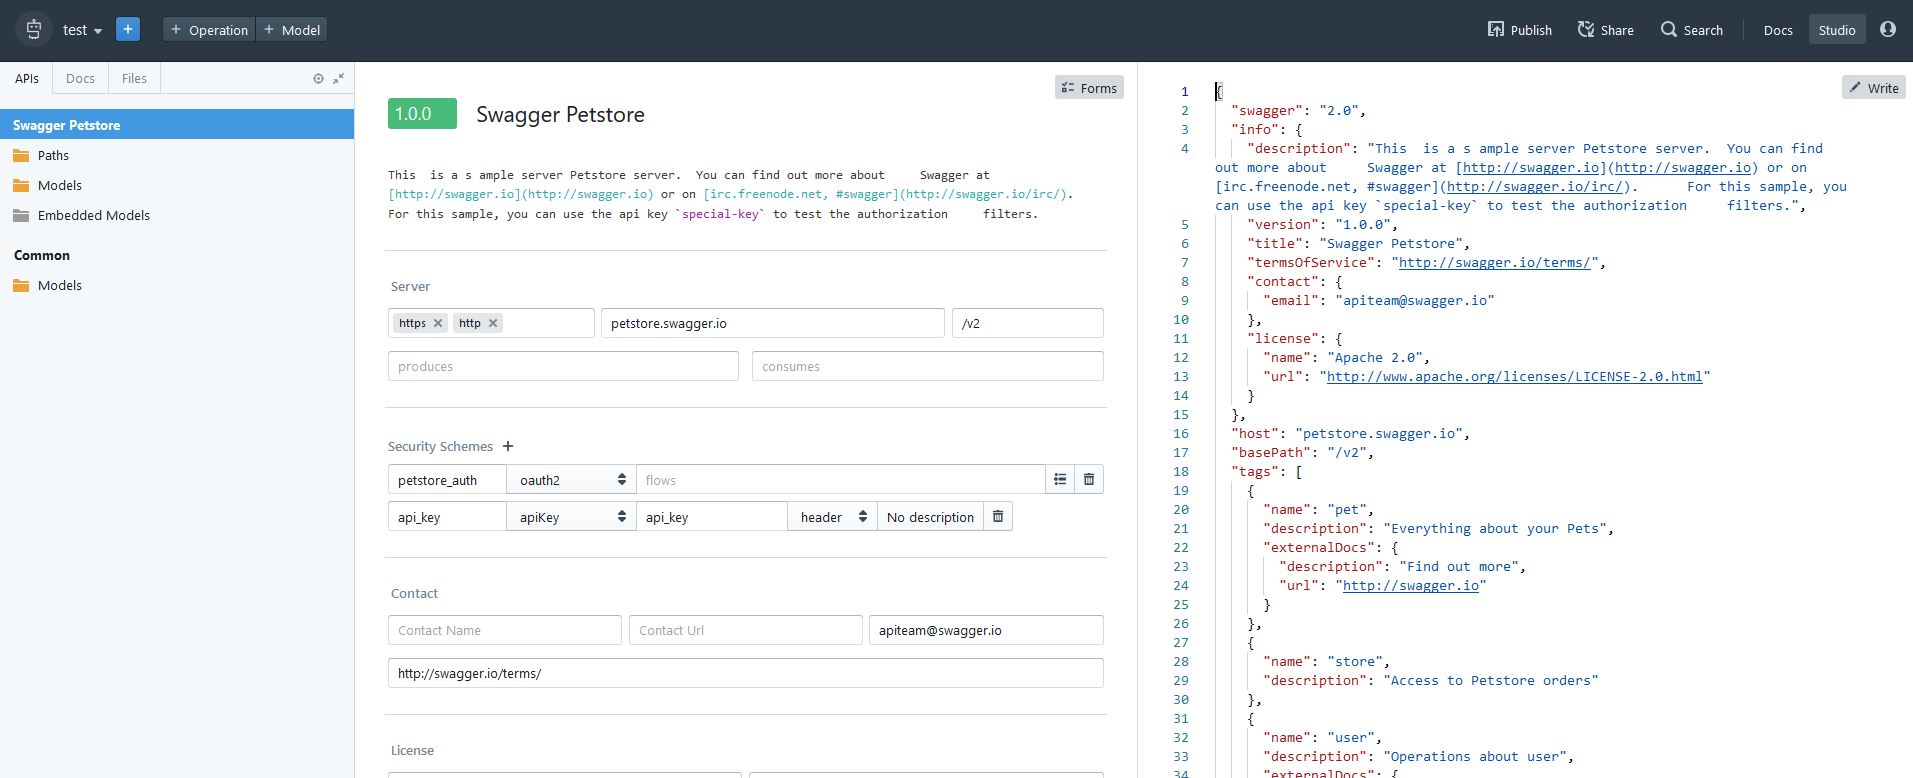 test
+
+ Operation
+ Model
Publish
Share
Search
Docs
Studio
APIs
Docs
Files
Swagger Petstore
Paths
Models
Embedded Models
Common
Models
Forms
1.0.0
Swagger Petstore
This  is a s ample server Petstore server.  You can find out more about     Swagger at
[http://swagger.io](http://swagger.io) or on [irc.freenode.net, #swagger](http://swagger.io/irc/).
For this sample, you can use the api key `special-key` to test the authorization     filters.
Server
https ×
http ×
petstore.swagger.io
/v2
produces
consumes
Security Schemes +
petstore_auth
oauth2
flows
api_key
apiKey
api_key
header
No description
Contact
Contact Name
Contact Url
apiteam@swagger.io
http://swagger.io/terms/
License
Write
1 {
2 "swagger": "2.0",
3 "info": {
4 "description": "This  is a s ample server Petstore server.  You can find
out more about     Swagger at [http://swagger.io](http://swagger.io) or on
[irc.freenode.net, #swagger](http://swagger.io/irc/).      For this sample, you
can use the api key `special-key` to test the authorization     filters.",
5 "version": "1.0.0",
6 "title": "Swagger Petstore",
7 "termsOfService": "http://swagger.io/terms/",
8 "contact": {
9 "email": "apiteam@swagger.io"
10 },
11 "license": {
12 "name": "Apache 2.0",
13 "url": "http://www.apache.org/licenses/LICENSE-2.0.html"
14 }
15 },
16 "host": "petstore.swagger.io",
17 "basePath": "/v2",
18 "tags": [
19 {
20 "name": "pet",
21 "description": "Everything about your Pets",
22 "externalDocs": {
23 "description": "Find out more",
24 "url": "http://swagger.io"
25 }
26 },
27 {
28 "name": "store",
29 "description": "Access to Petstore orders"
30 },
31 {
32 "name": "user",
33 "description": "Operations about user",
34 "externalDocs": {